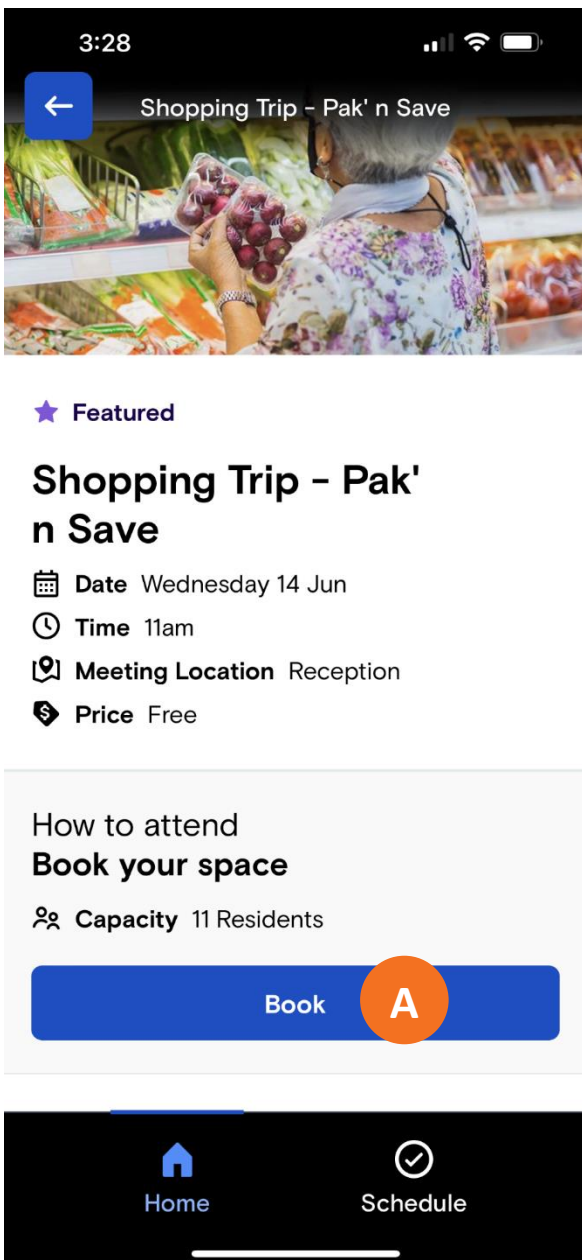 3:28
Shopping Trip - Pak' n Save
Featured
Shopping Trip - Pak'
n Save
Date Wednesday 14 Jun
Time 11am
Meeting Location Reception
Price Free
How to attend
Book your space
Capacity 11 Residents
Book A
Home Schedule